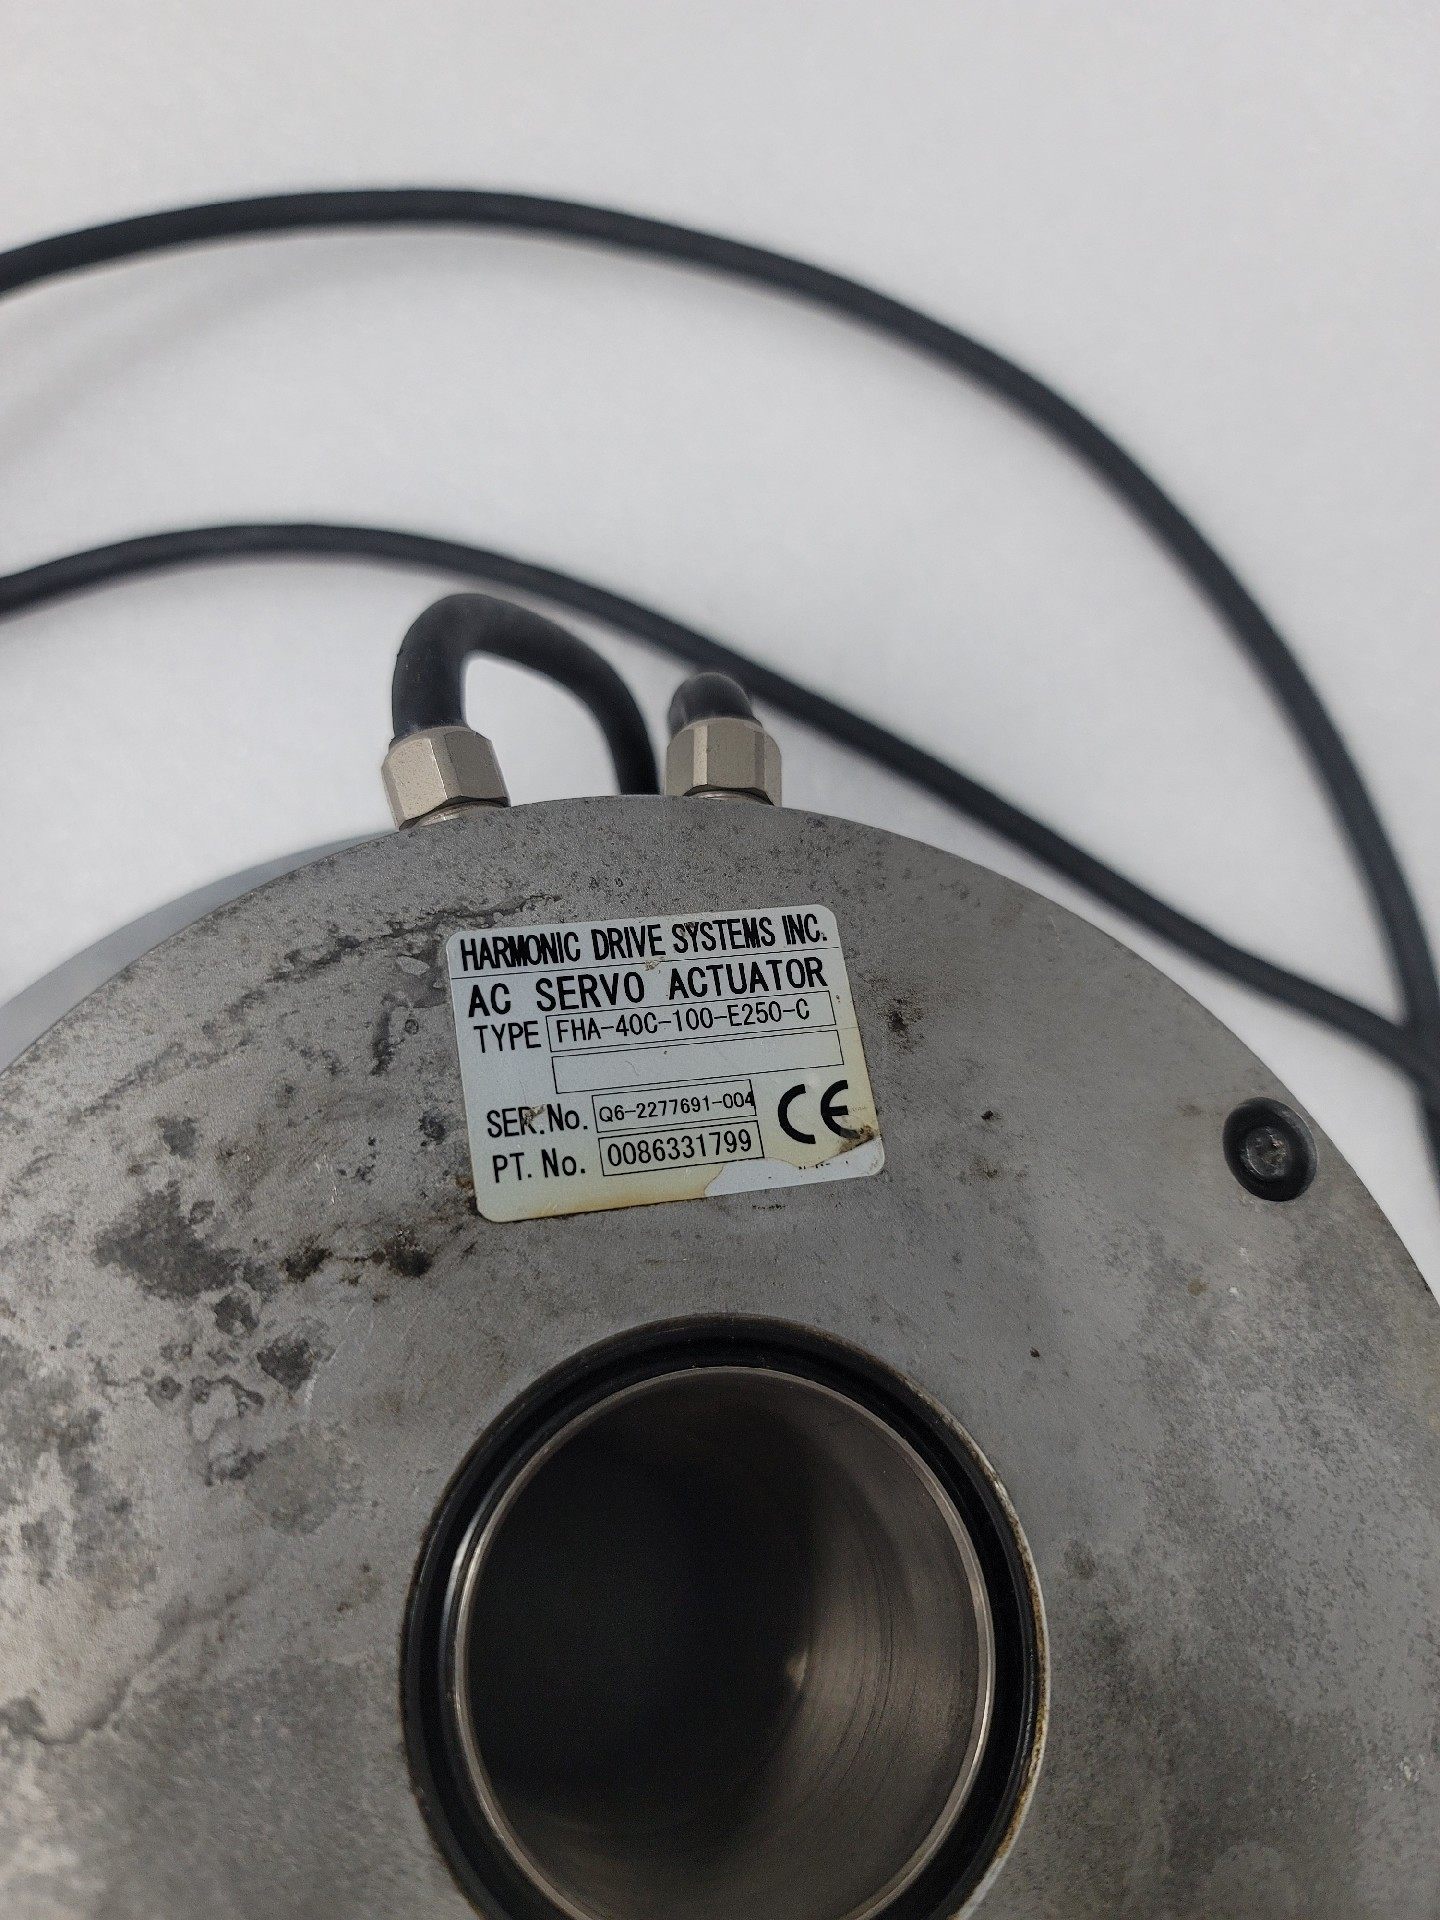 HARMONIC DRIVE SYSTEMS INC.
AC SERVO ACTUATOR
TYPE FHA-40C-100-E250-C
SER.No. Q6-2277691-004
PT. No. 0086331799
CE